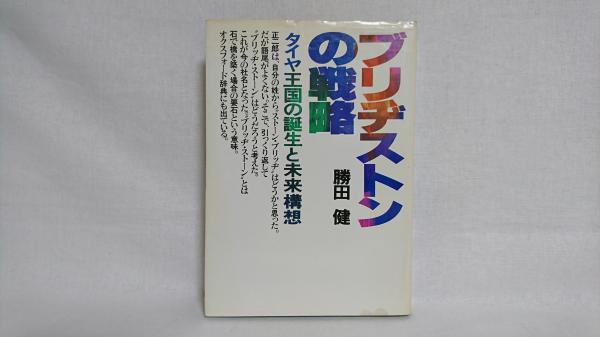 ブリヂストン
の戦略
勝田 健
タイヤ王国の誕生と未来構想
正二郎は、自分の姓から“ストーン・ブリッヂ”はどうかと思った。
だが語尾がよくない。そこで、引っくり返して
“ブリッヂ・ストーン”はどうだろうと考えた。
これが今の社名となった。“ブリッヂ・ストーン”とは
石で橋を築く場合の要石という意味。
オクスフォード辞典にも出ている。